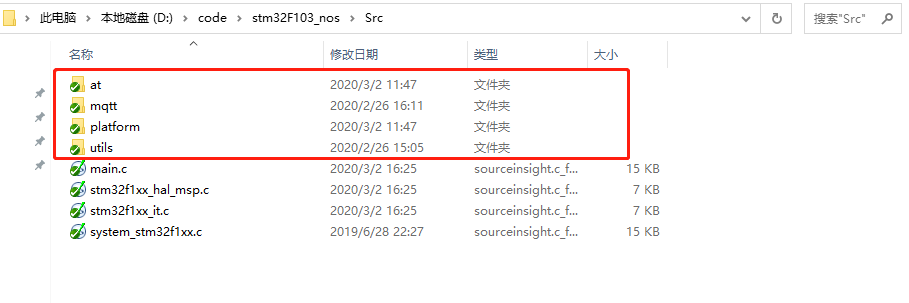 此电脑 › 本地磁盘 (D:) › code › stm32F103_nos › Src
搜索"Src"
名称 修改日期 类型 大小
at 2020/3/2 11:47 文件夹
mqtt 2020/2/26 16:11 文件夹
platform 2020/3/2 11:47 文件夹
utils 2020/2/26 15:05 文件夹
main.c 2020/3/2 16:25 sourceinsight.c_f... 15 KB
stm32f1xx_hal_msp.c 2020/3/2 16:25 sourceinsight.c_f... 7 KB
stm32f1xx_it.c 2020/3/2 16:25 sourceinsight.c_f... 7 KB
system_stm32f1xx.c 2019/6/28 22:27 sourceinsight.c_f... 15 KB